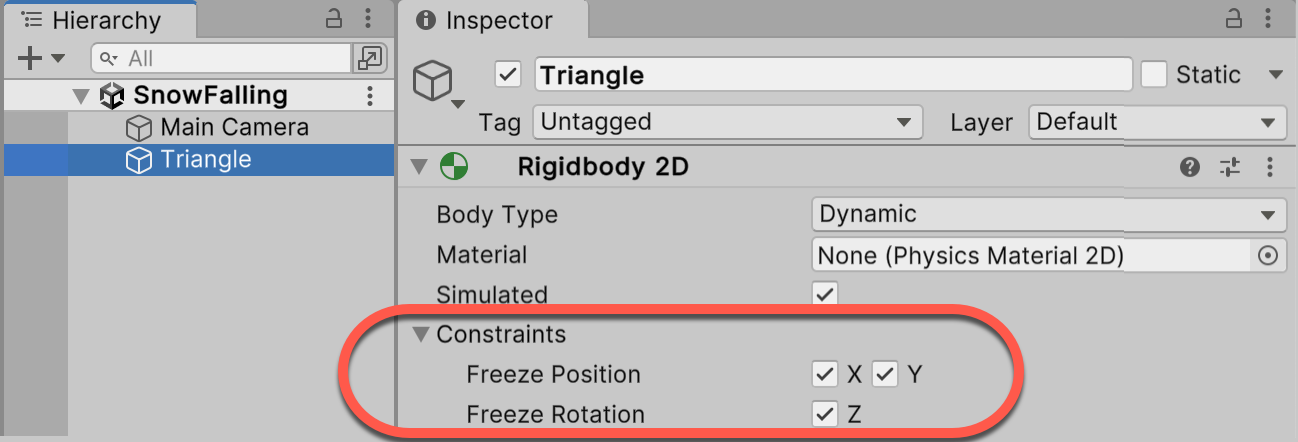 Hierarchy
All
SnowFalling
Main Camera
Triangle
Inspector
Triangle
Static
Tag Untagged Layer Default
Rigidbody 2D
Body Type Dynamic
Material None (Physics Material 2D)
Simulated
Constraints
Freeze Position X Y
Freeze Rotation Z